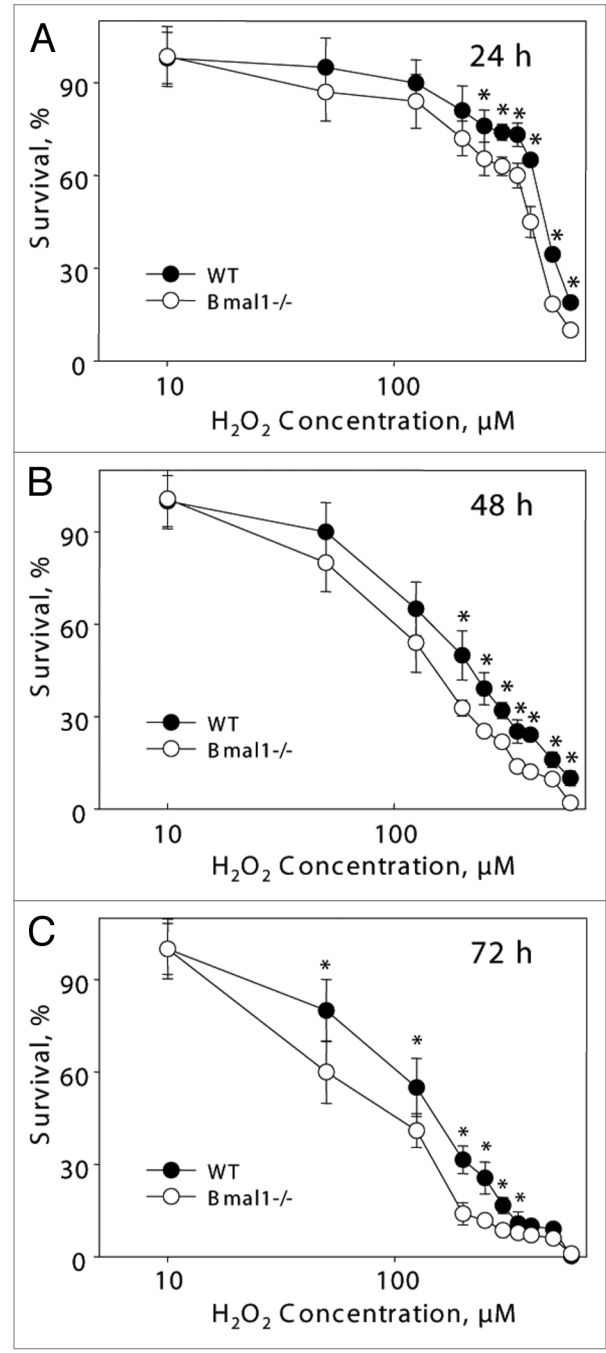 A
24 h
Survival, %
90
60
30
0
* * * * * *
WT
Bmal1-/-
10
100
H₂O₂ Concentration, µM
B
48 h
Survival, %
90
60
30
0
* * * * * * *
WT
Bmal1-/-
10
100
H₂O₂ Concentration, µM
C
72 h
Survival, %
90
60
30
0
* * * * * *
WT
Bmal1-/-
10
100
H₂O₂ Concentration, µM